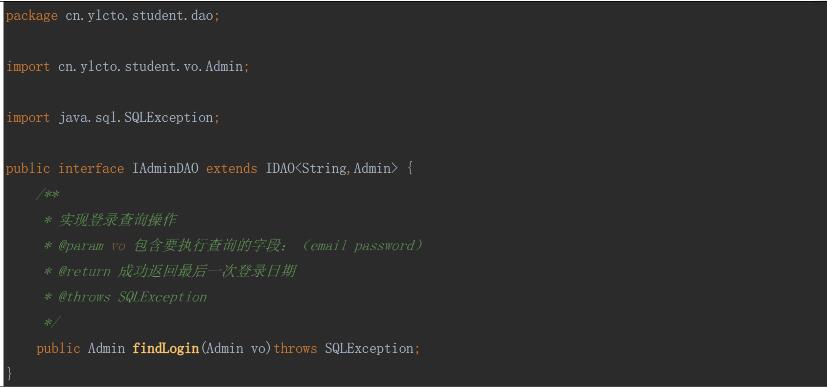 package cn.ylcto.student.dao;
import cn.ylcto.student.vo.Admin;
import java.sql.SQLException;
public interface IAdminDAO extends IDAO<String,Admin> {
/**
* 实现登录查询操作
* @param vo 包含要执行查询的字段：（email password）
* @return 成功返回最后一次登录日期
* @throws SQLException
*/
public Admin findLogin(Admin vo)throws SQLException;
}